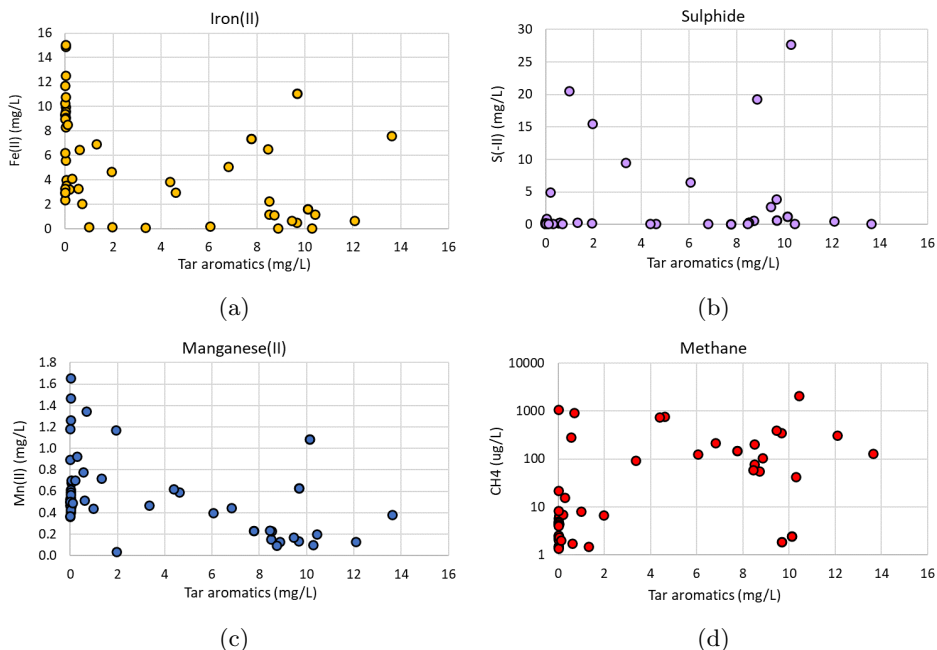 Iron(II)
16
14
12
10
8
6
4
2
0
Fe(II) (mg/L)
0 2 4 6 8 10 12 14 16
Tar aromatics (mg/L)
(a)
Sulphide
30
25
20
15
10
5
0
S(-II) (mg/L)
0 2 4 6 8 10 12 14 16
Tar aromatics (mg/L)
(b)
Manganese(II)
1.8
1.6
1.4
1.2
1.0
0.8
0.6
0.4
0.2
0.0
Mn(II) (mg/L)
0 2 4 6 8 10 12 14 16
Tar aromatics (mg/L)
(c)
Methane
10000
1000
100
10
1
CH4 (ug/L)
0 2 4 6 8 10 12 14 16
Tar aromatics (mg/L)
(d)